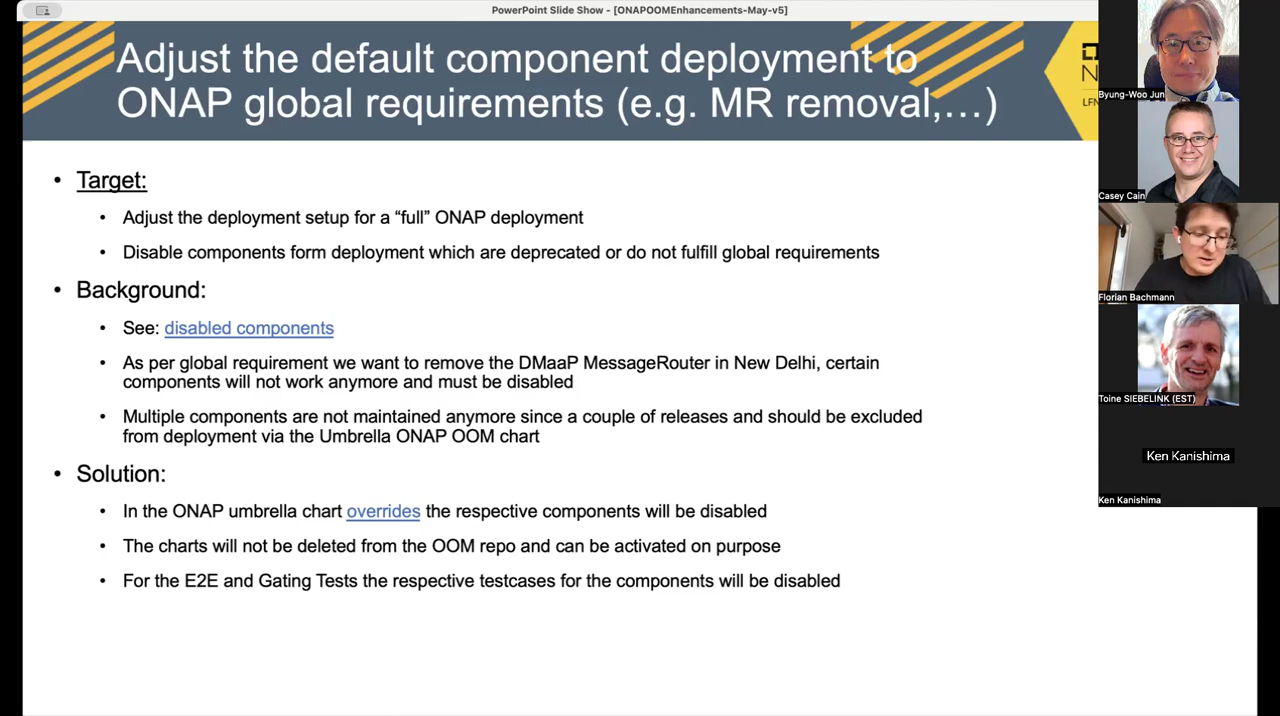 PowerPoint Slide Show - [ONAPOOMEnhancements-May-v5]
Adjust the default component deployment to
ONAP global requirements (e.g. MR removal,…)
N
LFN
• Target:
• Adjust the deployment setup for a “full” ONAP deployment
• Disable components form deployment which are deprecated or do not fulfill global requirements
• Background:
• See: disabled components
• As per global requirement we want to remove the DMaaP MessageRouter in New Delhi, certain
components will not work anymore and must be disabled
• Multiple components are not maintained anymore since a couple of releases and should be excluded
from deployment via the Umbrella ONAP OOM chart
• Solution:
• In the ONAP umbrella chart overrides the respective components will be disabled
• The charts will not be deleted from the OOM repo and can be activated on purpose
• For the E2E and Gating Tests the respective testcases for the components will be disabled
Byung-Woo Jun
Casey Cain
Florian Bachmann
Toine SIEBELINK (EST)
Ken Kanishima
Ken Kanishima